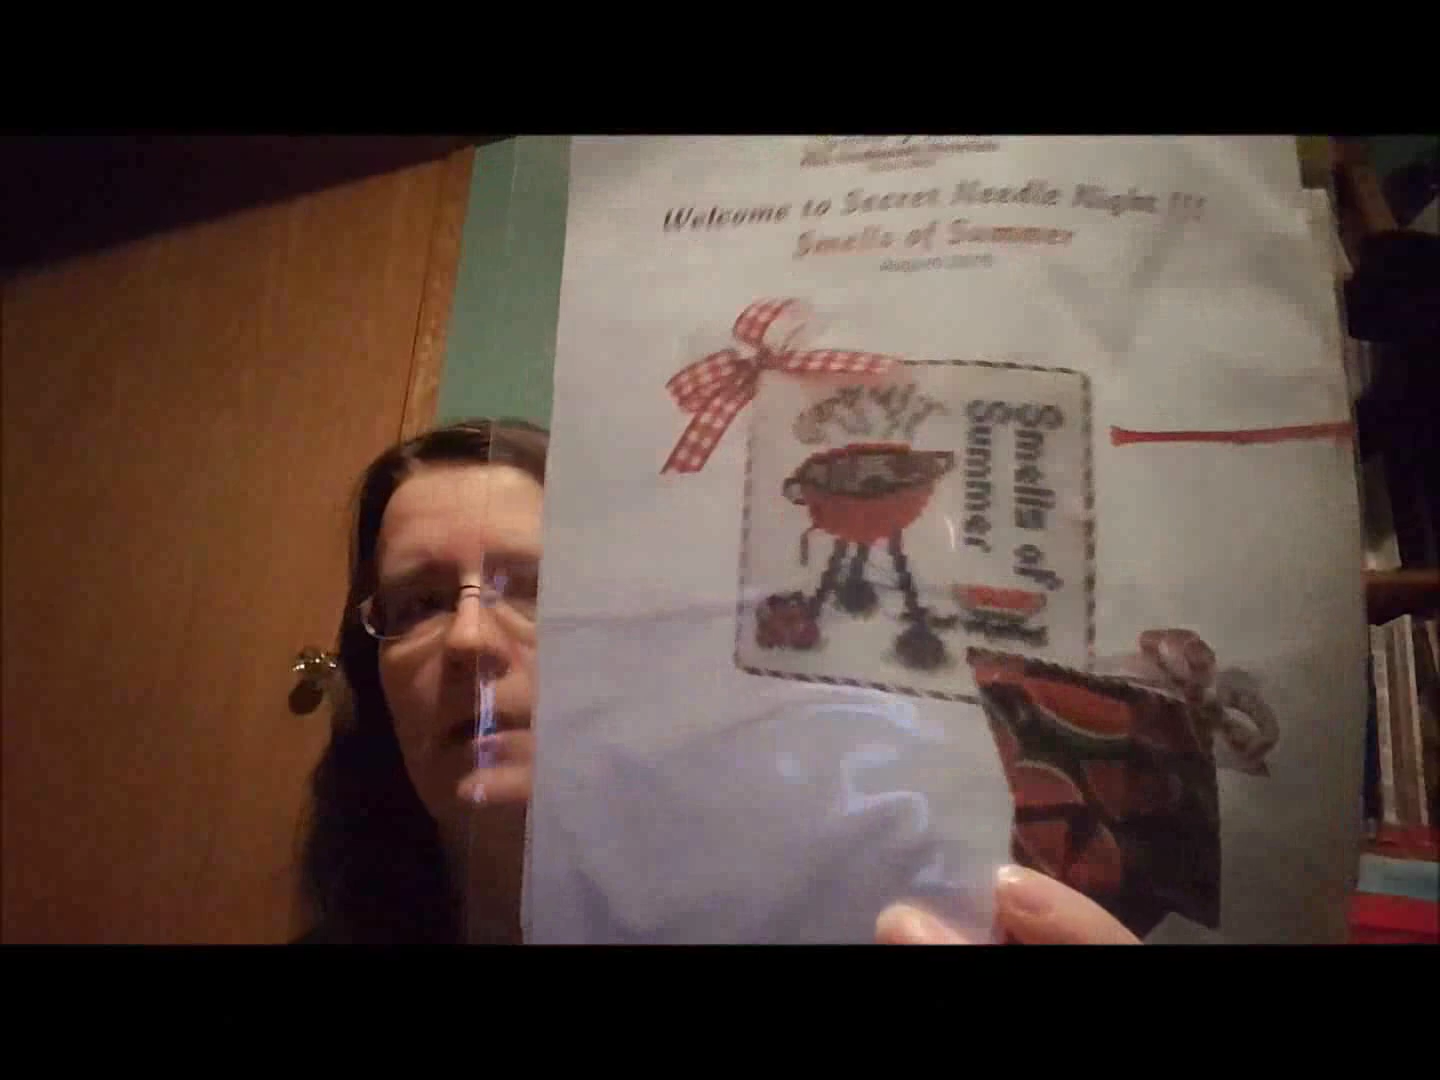 Welcome to Secret Needle Night !!!
Smells of Summer
Smells of
Summer